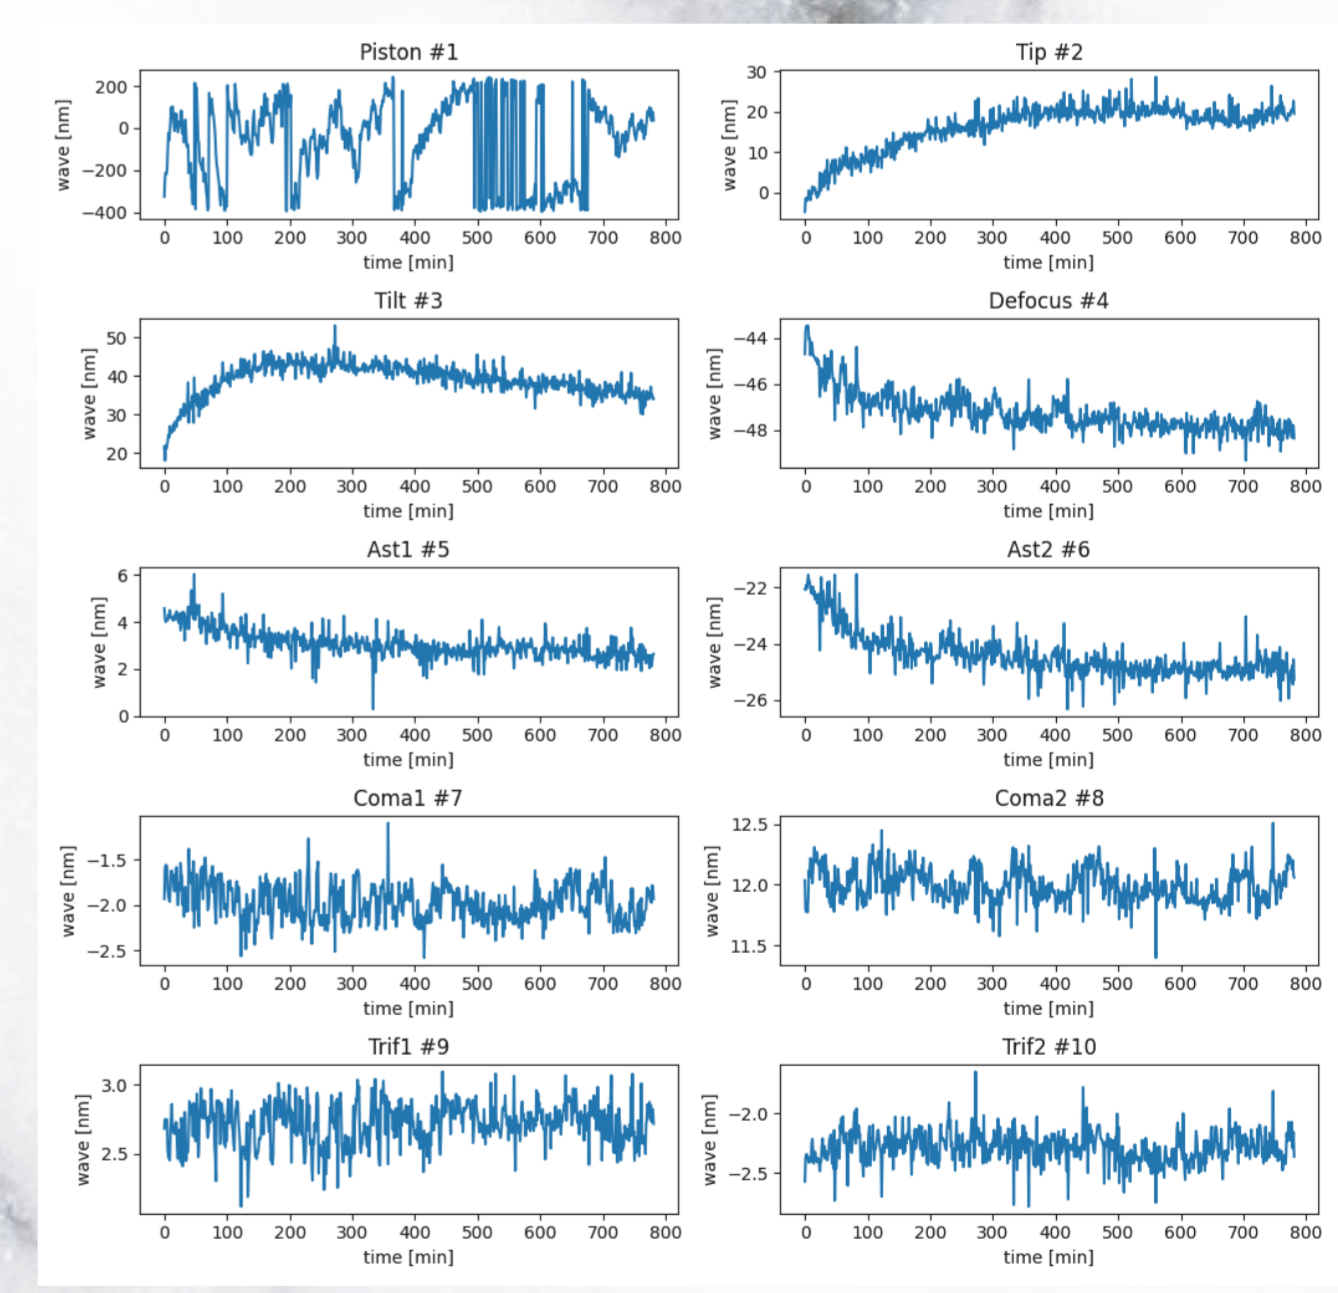 Piston #1
wave [nm]
200
0
−200
−400
0 100 200 300 400 500 600 700 800
time [min]
Tip #2
wave [nm]
30
20
10
0
0 100 200 300 400 500 600 700 800
time [min]
Tilt #3
wave [nm]
50
40
30
20
0 100 200 300 400 500 600 700 800
time [min]
Defocus #4
wave [nm]
−44
−46
−48
0 100 200 300 400 500 600 700 800
time [min]
Ast1 #5
wave [nm]
6
4
2
0
0 100 200 300 400 500 600 700 800
time [min]
Ast2 #6
wave [nm]
−22
−24
−26
0 100 200 300 400 500 600 700 800
time [min]
Coma1 #7
wave [nm]
−1.5
−2.0
−2.5
0 100 200 300 400 500 600 700 800
time [min]
Coma2 #8
wave [nm]
12.5
12.0
11.5
0 100 200 300 400 500 600 700 800
time [min]
Trif1 #9
wave [nm]
3.0
2.5
0 100 200 300 400 500 600 700 800
time [min]
Trif2 #10
wave [nm]
−2.0
−2.5
0 100 200 300 400 500 600 700 800
time [min]